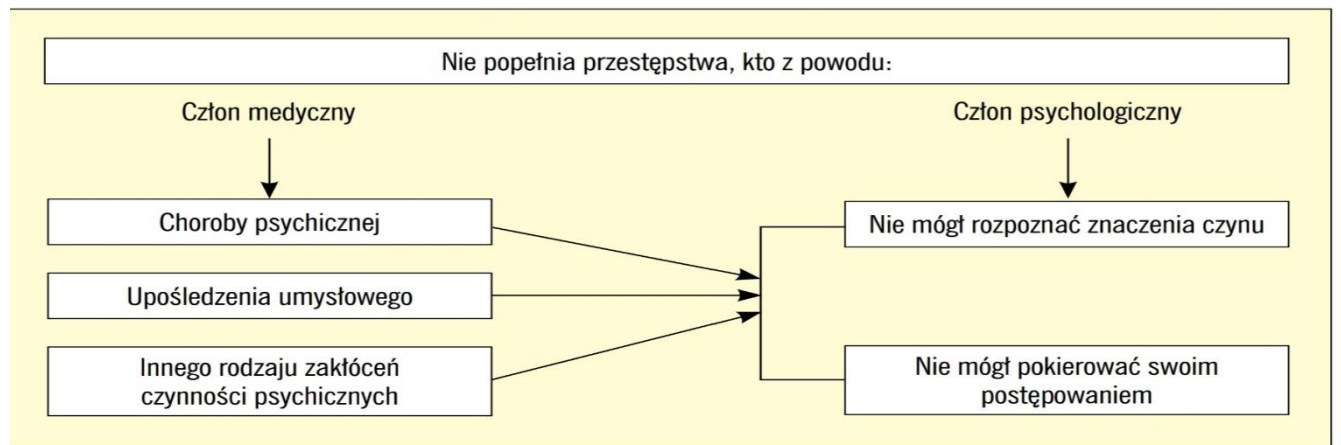 Nie popełnia przestępstwa, kto z powodu:
Człon medyczny
Człon psychologiczny
Choroby psychicznej
Nie mógł rozpoznać znaczenia czynu
Upośledzenia umysłowego
Innego rodzaju zakłóceń
czynności psychicznych
Nie mógł pokierować swoim
postępowaniem